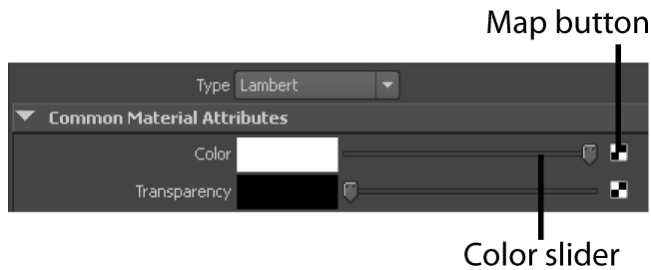 Map button
Type Lambert
Common Material Attributes
Color
Transparency
Color slider